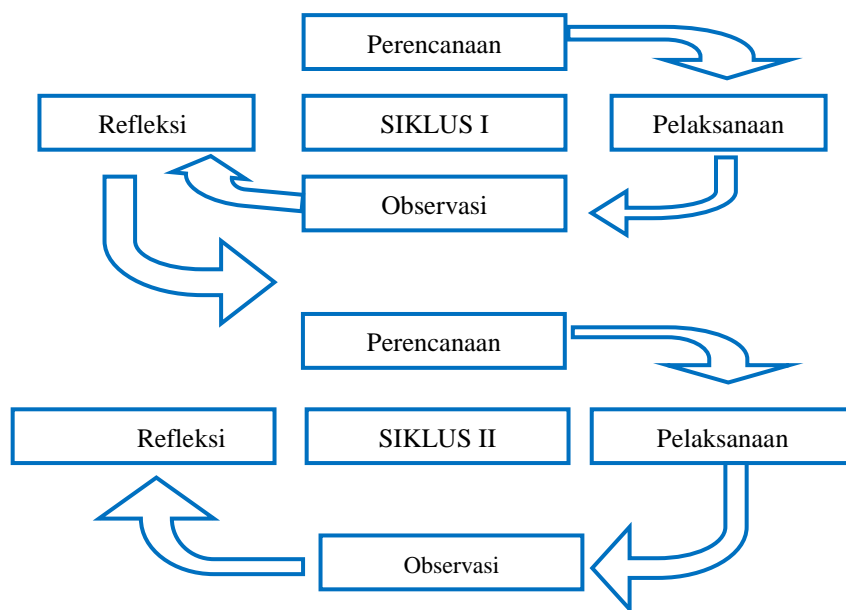 Perencanaan
Refleksi
SIKLUS I
Pelaksanaan
Observasi
Perencanaan
Refleksi
SIKLUS II
Pelaksanaan
Observasi